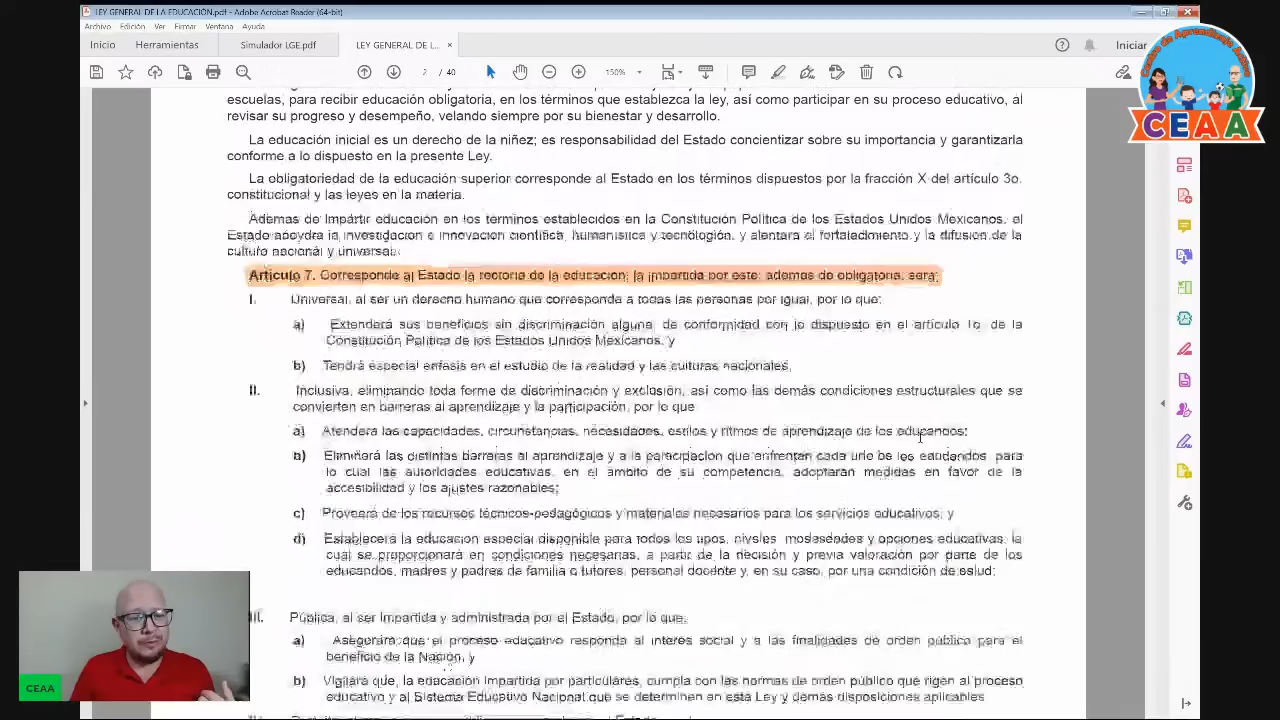 LEY GENERAL DE LA EDUCACIÓN.pdf - Adobe Acrobat Reader (64-bit)
Archivo Edición Ver Firmar Ventana Ayuda
Inicio Herramientas Simulador LGE.pdf LEY GENERAL DE L... × Iniciar
2 / 40 150%
Centro de Aprendizaje Activo
CEAA
escuelas, para recibir educación obligatoria, en los términos que establezca la ley, así como participar en su proceso educativo, al
revisar su progreso y desempeño, velando siempre por su bienestar y desarrollo.
La educación inicial es un derecho de la niñez; es responsabilidad del Estado concientizar sobre su importancia y garantizarla
conforme a lo dispuesto en la presente Ley.
La obligatoriedad de la educación superior corresponde al Estado en los términos dispuestos por la fracción X del artículo 3o.
constitucional y las leyes en la materia.
Además de impartir educación en los términos establecidos en la Constitución Política de los Estados Unidos Mexicanos, el
Estado apoyará la investigación e innovación científica, humanística y tecnológica, y alentará el fortalecimiento y la difusión de la
cultura nacional y universal.
Artículo 7. Corresponde al Estado la rectoría de la educación; la impartida por éste, además de obligatoria, será:
I. Universal, al ser un derecho humano que corresponde a todas las personas por igual, por lo que:
a) Extenderá sus beneficios sin discriminación alguna, de conformidad con lo dispuesto en el artículo 1o. de la
Constitución Política de los Estados Unidos Mexicanos, y
b) Tendrá especial énfasis en el estudio de la realidad y las culturas nacionales;
II. Inclusiva, eliminando toda forma de discriminación y exclusión, así como las demás condiciones estructurales que se
convierten en barreras al aprendizaje y la participación, por lo que:
a) Atenderá las capacidades, circunstancias, necesidades, estilos y ritmos de aprendizaje de los educandos;
b) Eliminará las distintas barreras al aprendizaje y a la participación que enfrentan cada uno de los educandos, para
lo cual las autoridades educativas, en el ámbito de su competencia, adoptarán medidas en favor de la
accesibilidad y los ajustes razonables;
c) Proveerá de los recursos técnicos-pedagógicos y materiales necesarios para los servicios educativos, y
d) Establecerá la educación especial disponible para todos los tipos, niveles, modalidades y opciones educativas, la
cual se proporcionará en condiciones necesarias, a partir de la decisión y previa valoración por parte de los
educandos, madres y padres de familia o tutores, personal docente y, en su caso, por una condición de salud;
III. Pública, al ser impartida y administrada por el Estado, por lo que:
a) Asegurará que el proceso educativo responda al interés social y a las finalidades de orden público para el
beneficio de la Nación, y
b) Vigilará que, la educación impartida por particulares, cumpla con las normas de orden público que rigen al proceso
educativo y al Sistema Educativo Nacional que se determinen en esta Ley y demás disposiciones aplicables
CEAA